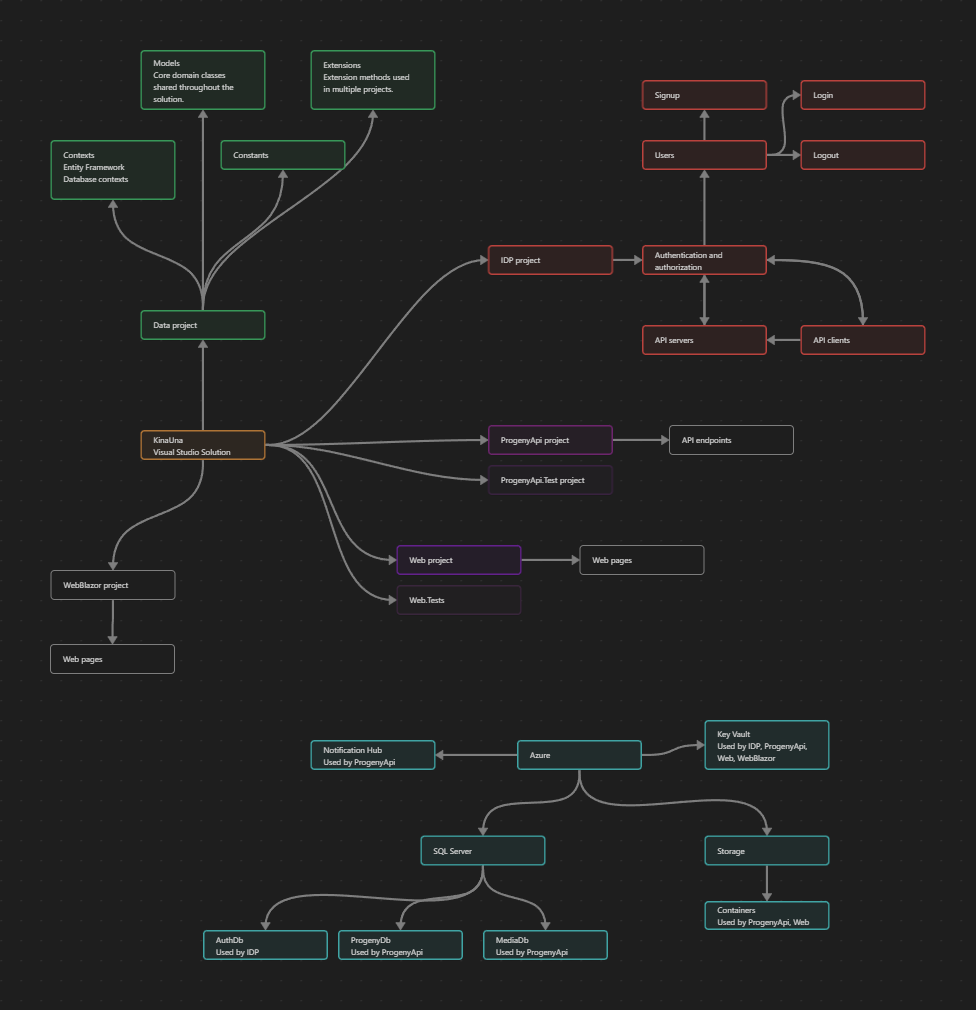 Models
Core domain classes
shared throughout the
solution.
Extensions
Extension methods used
in multiple projects.
Contexts
Entity Framework
Database contexts
Constants
Data project
Signup
Login
Users
Logout
IDP project
Authentication and
authorization
API servers
API clients
KinaUna
Visual Studio Solution
ProgenyApi project
API endpoints
ProgenyApi.Test project
Web project
Web pages
Web.Tests
WebBlazor project
Web pages
Notification Hub
Used by ProgenyApi
Azure
Key Vault
Used by IDP, ProgenyApi,
Web, WebBlazor
SQL Server
Storage
Containers
Used by ProgenyApi, Web
AuthDb
Used by IDP
ProgenyDb
Used by ProgenyApi
MediaDb
Used by ProgenyApi